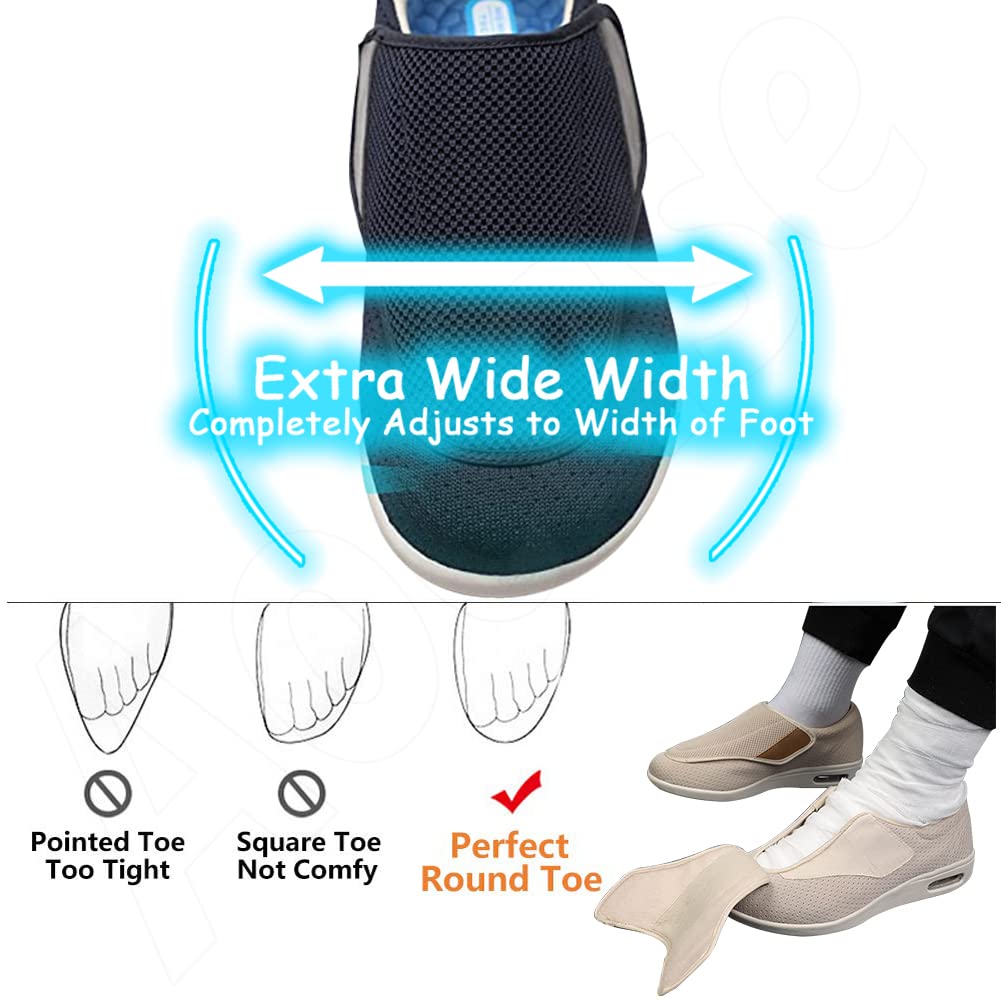 Extra Wide Width
Completely Adjusts to Width of Foot
Pointed Toe
Too Tight
Square Toe
Not Comfy
Perfect
Round Toe